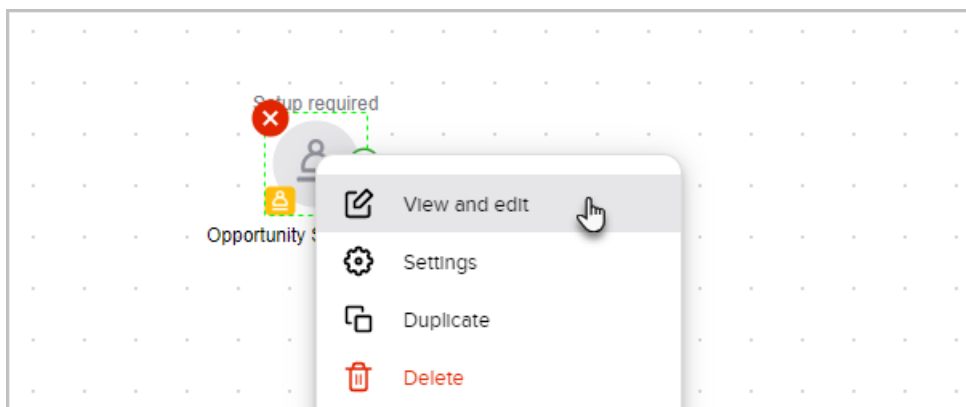 Setup required
Opportunity
View and edit
Settings
Duplicate
Delete